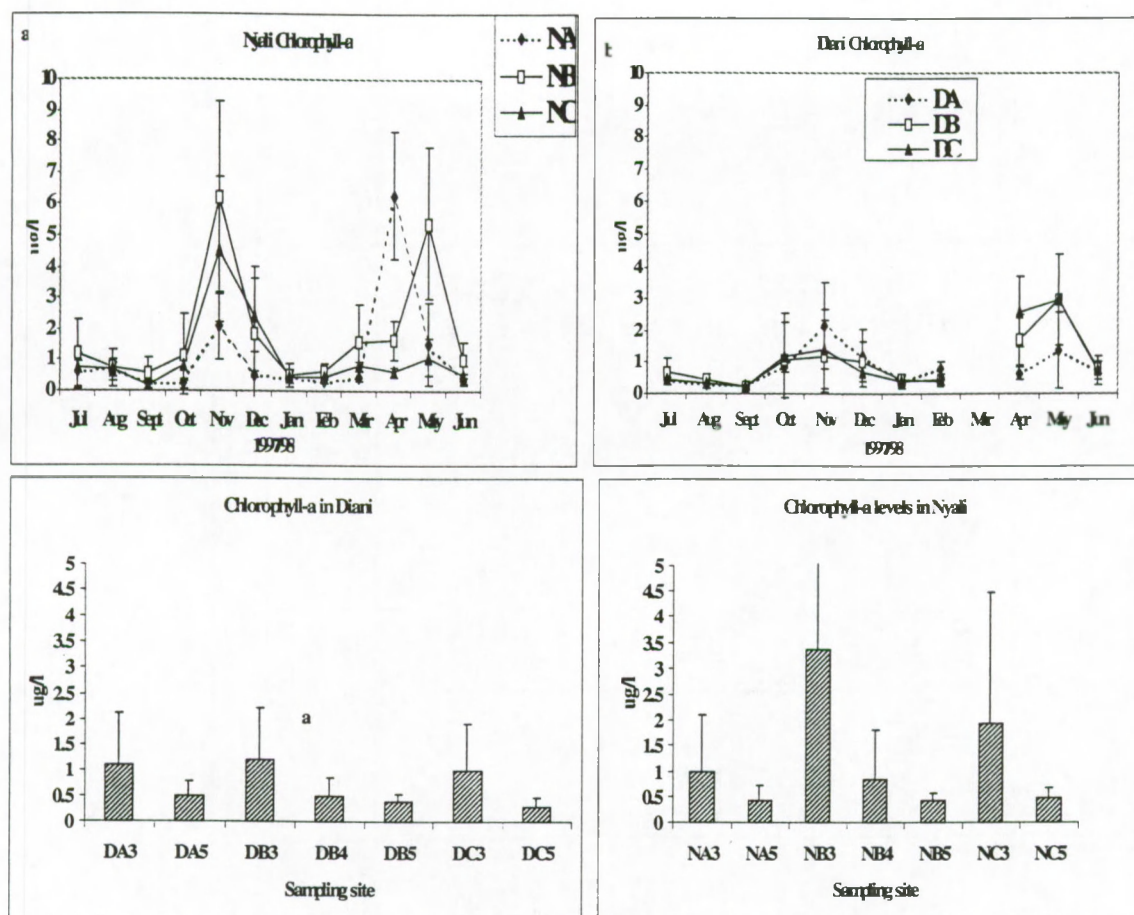 a
Nyali Chlorophyll-a
NA
NB
NC
10
9
8
7
6
5
4
3
2
1
0
ug/l
Jul Aug Sept Oct Nov Dec Jan Feb Mar Apr May Jun
1997/98
b
Diani Chlorophyll-a
DA
DB
DC
10
9
8
7
6
5
4
3
2
1
0
ug/l
Jul Aug Sep Oct Nov Dec Jan Feb Mar Apr May Jun
1997/98
Chlorophyll-a in Diani
5
4.5
4
3.5
3
2.5
2
1.5
1
0.5
0
ug/l
a
DA3 DA5 DB3 DB4 DB5 DC3 DC5
Sampling site
Chlorophyll-a levels in Nyali
5
4.5
4
3.5
3
2.5
2
1.5
1
0.5
0
ug/l
NA3 NA5 NB3 NB4 NB5 NC3 NC5
Sampling site